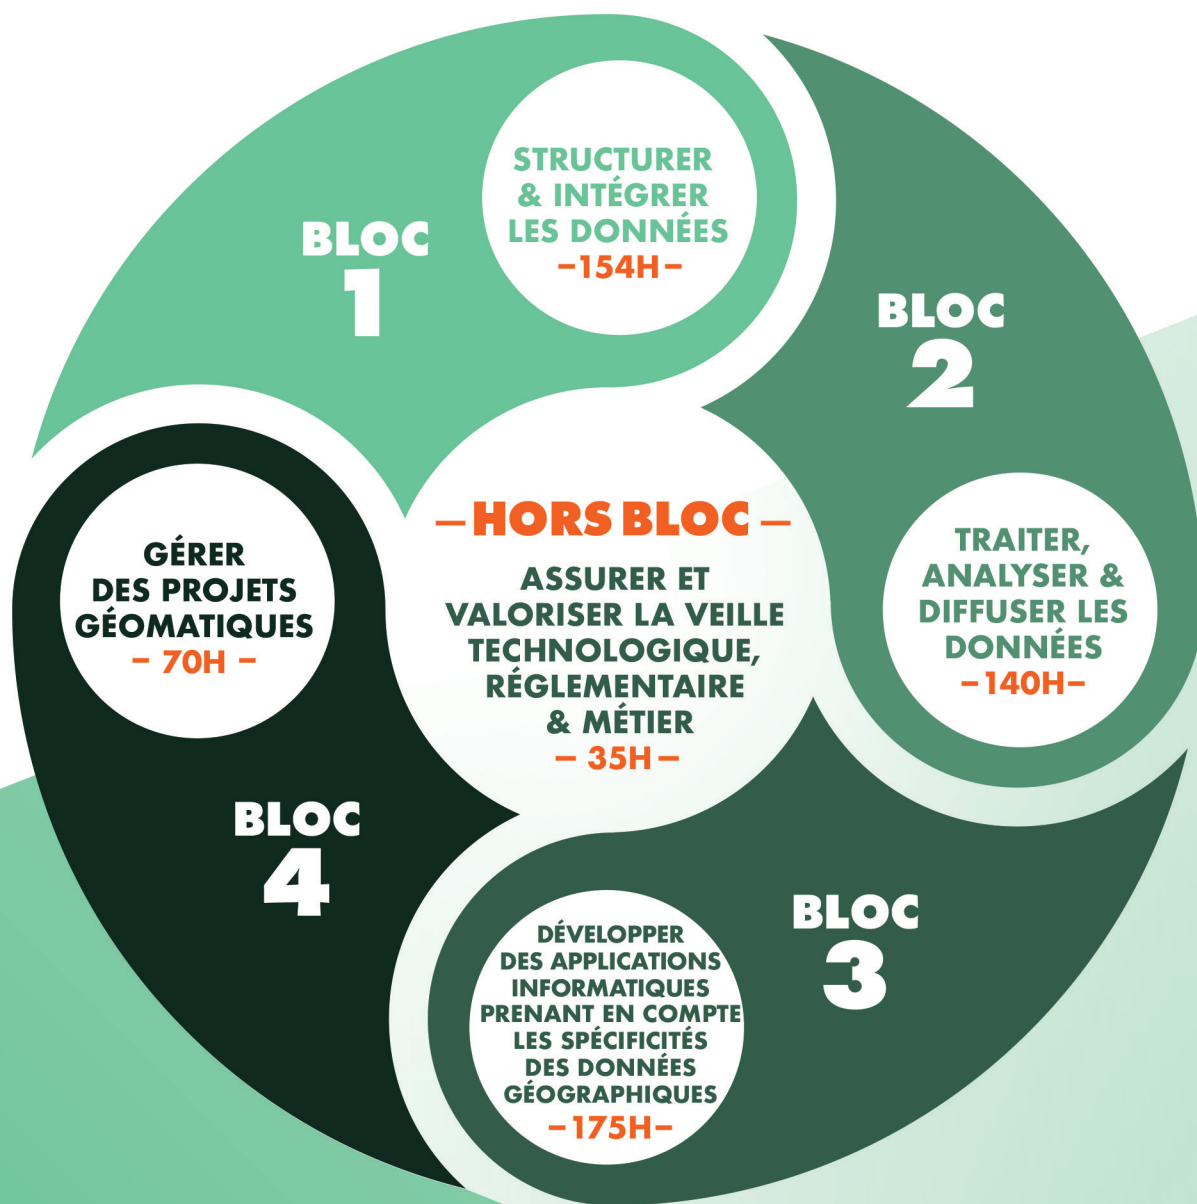 BLOC
1
STRUCTURER
& INTÉGRER
LES DONNÉES
–154H–
BLOC
2
TRAITER,
ANALYSER &
DIFFUSER LES
DONNÉES
–140H–
–HORS BLOC–
ASSURER ET
VALORISER LA VEILLE
TECHNOLOGIQUE,
RÉGLEMENTAIRE
& MÉTIER
– 35H –
GÉRER
DES PROJETS
GÉOMATIQUES
– 70H –
BLOC
4
BLOC
3
DÉVELOPPER
DES APPLICATIONS
INFORMATIQUES
PRENANT EN COMPTE
LES SPÉCIFICITÉS
DES DONNÉES
GÉOGRAPHIQUES
–175H–